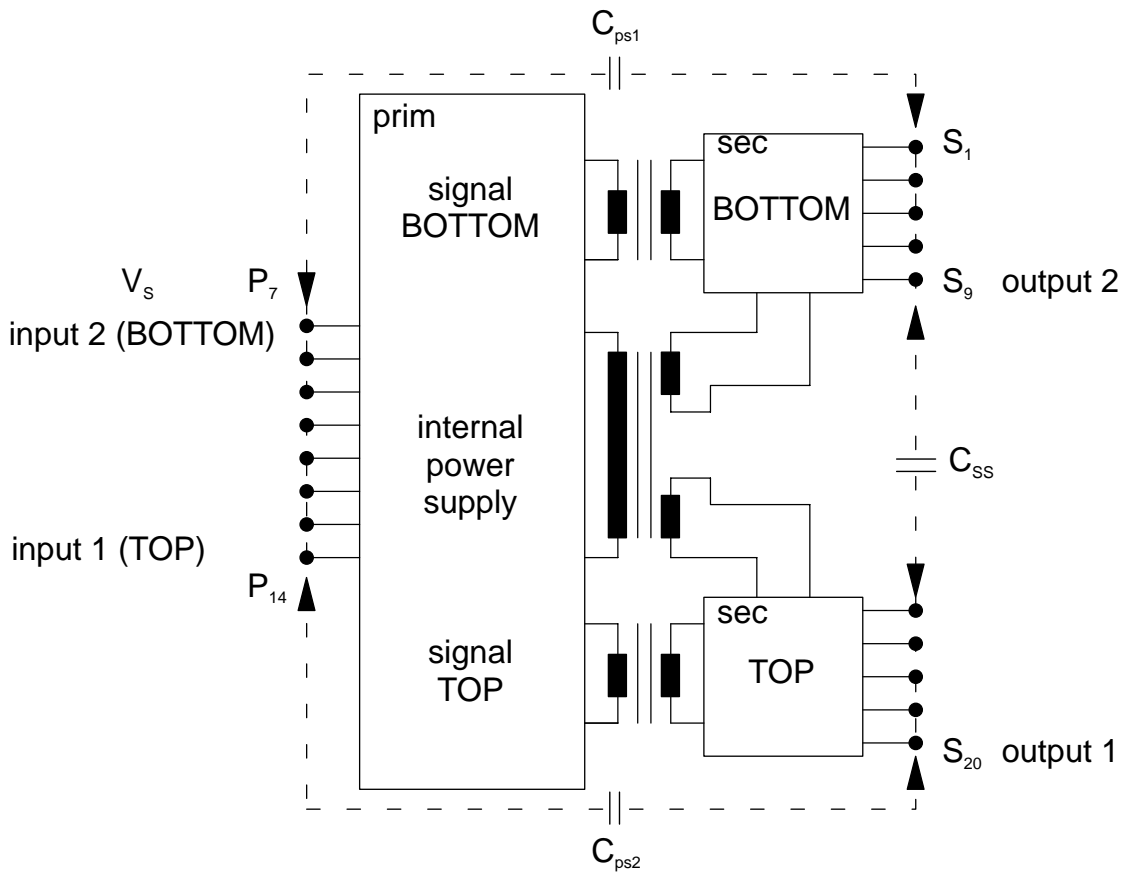 C_ps1
prim
signal
BOTTOM
sec
BOTTOM
S_1
V_S P_7
input 2 (BOTTOM)
S_9 output 2
internal
power
supply
C_SS
input 1 (TOP)
P_14
signal
TOP
sec
TOP
S_20 output 1
C_ps2